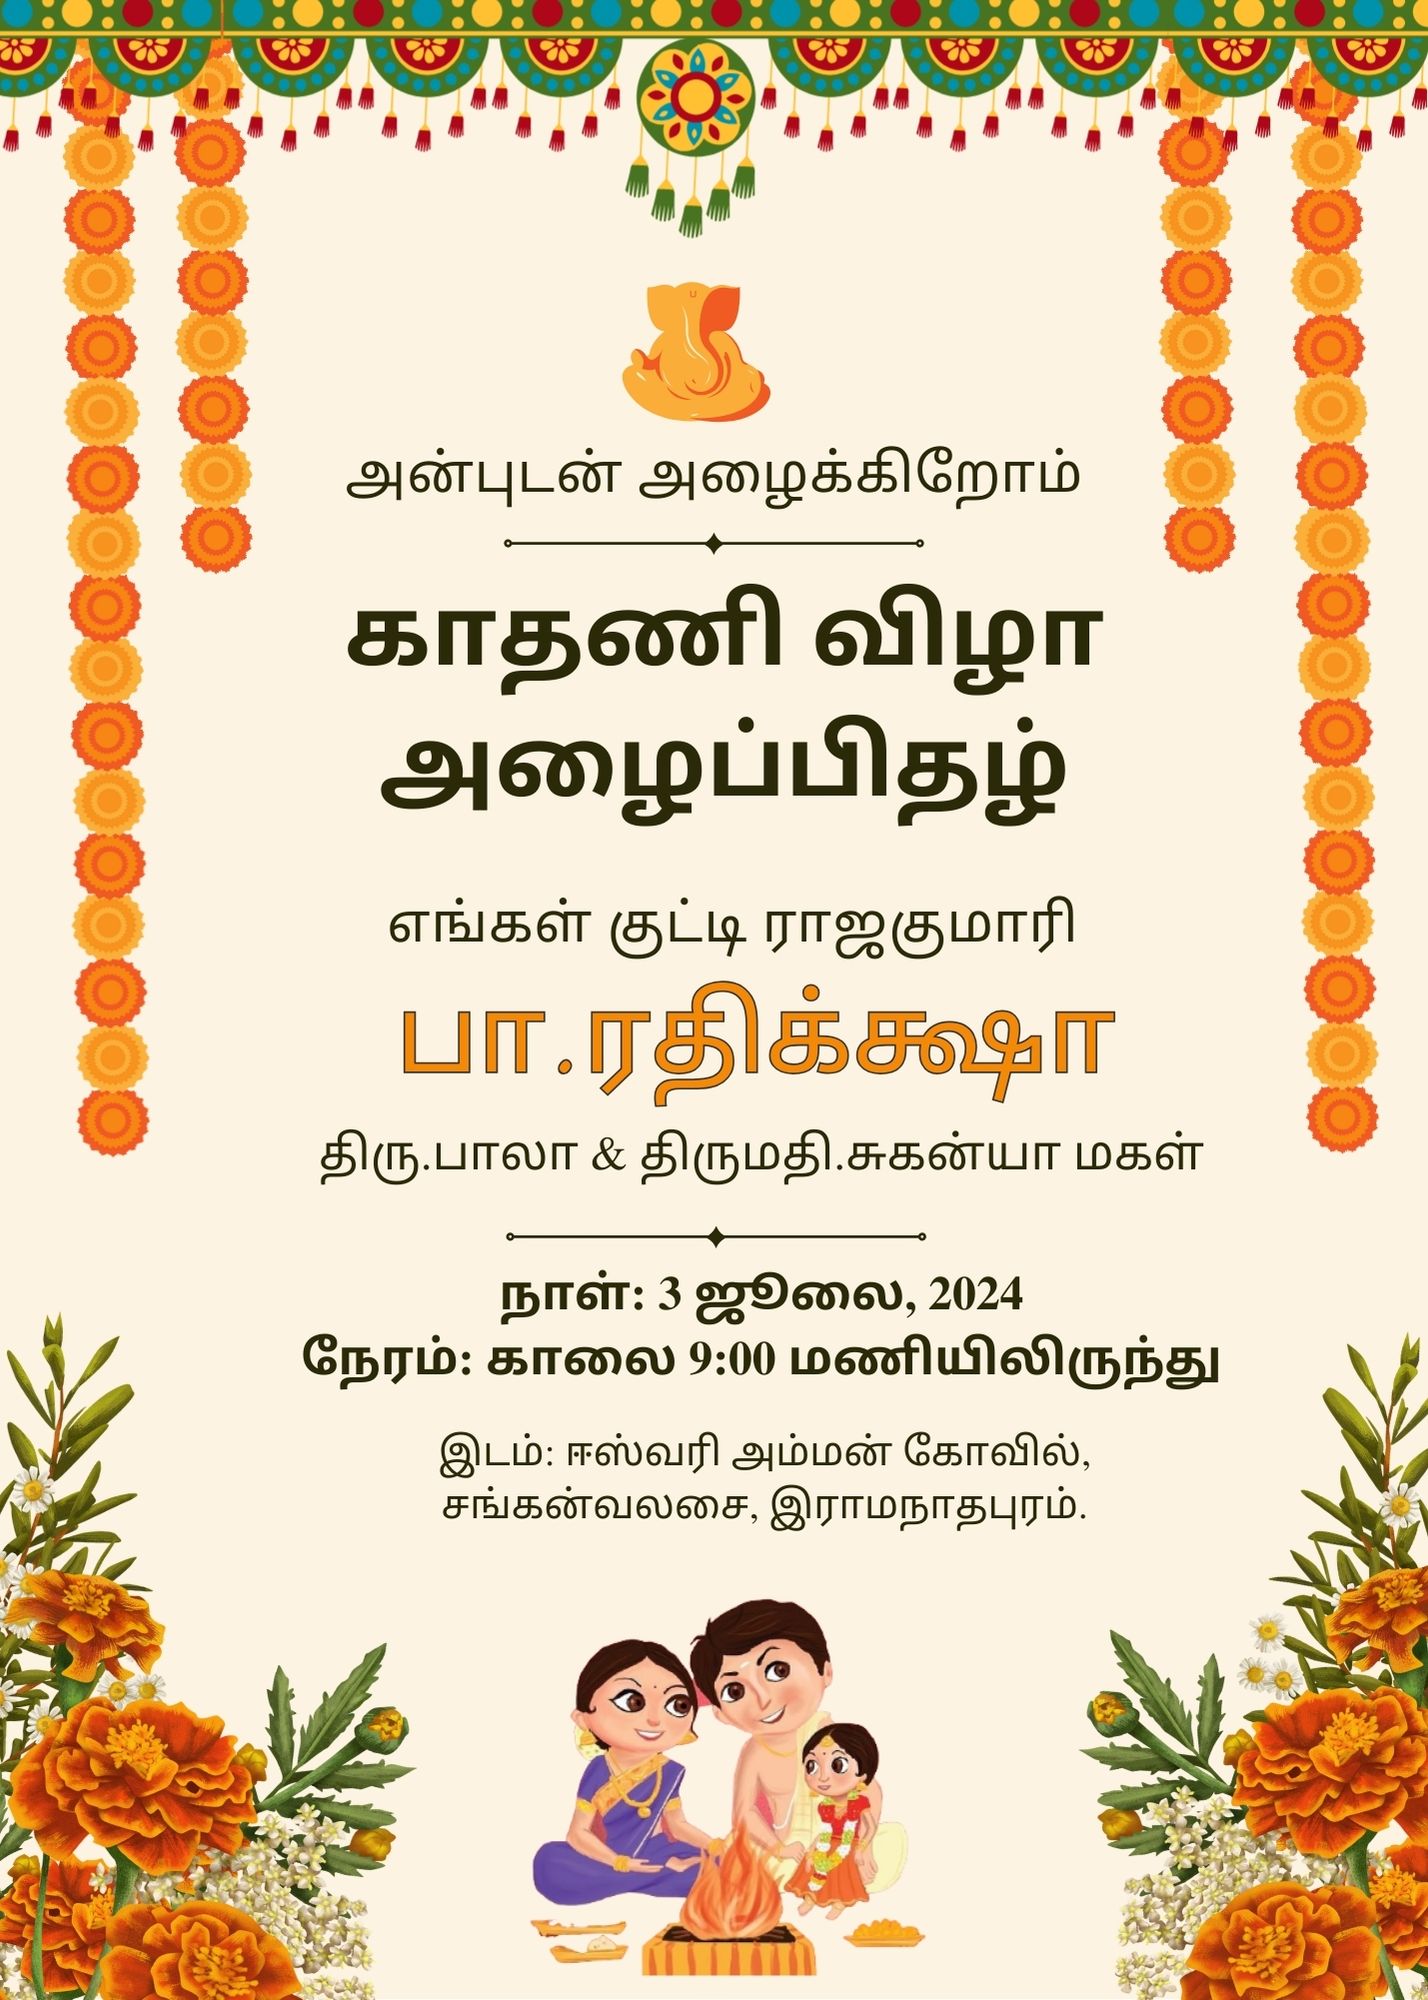 அன்புடன் அழைக்கிறோம்
காதணி விழா
அழைப்பிதழ்
எங்கள் குட்டி ராஜகுமாரி
பா.ரதிக்க்ஷா
திரு.பாலா & திருமதி.சுகன்யா மகள்
நாள்: 3 ஜூலை, 2024
நேரம்: காலை 9:00 மணியிலிருந்து
இடம்: ஈஸ்வரி அம்மன் கோவில்,
சங்கன்வலசை, இராமநாதபுரம்.